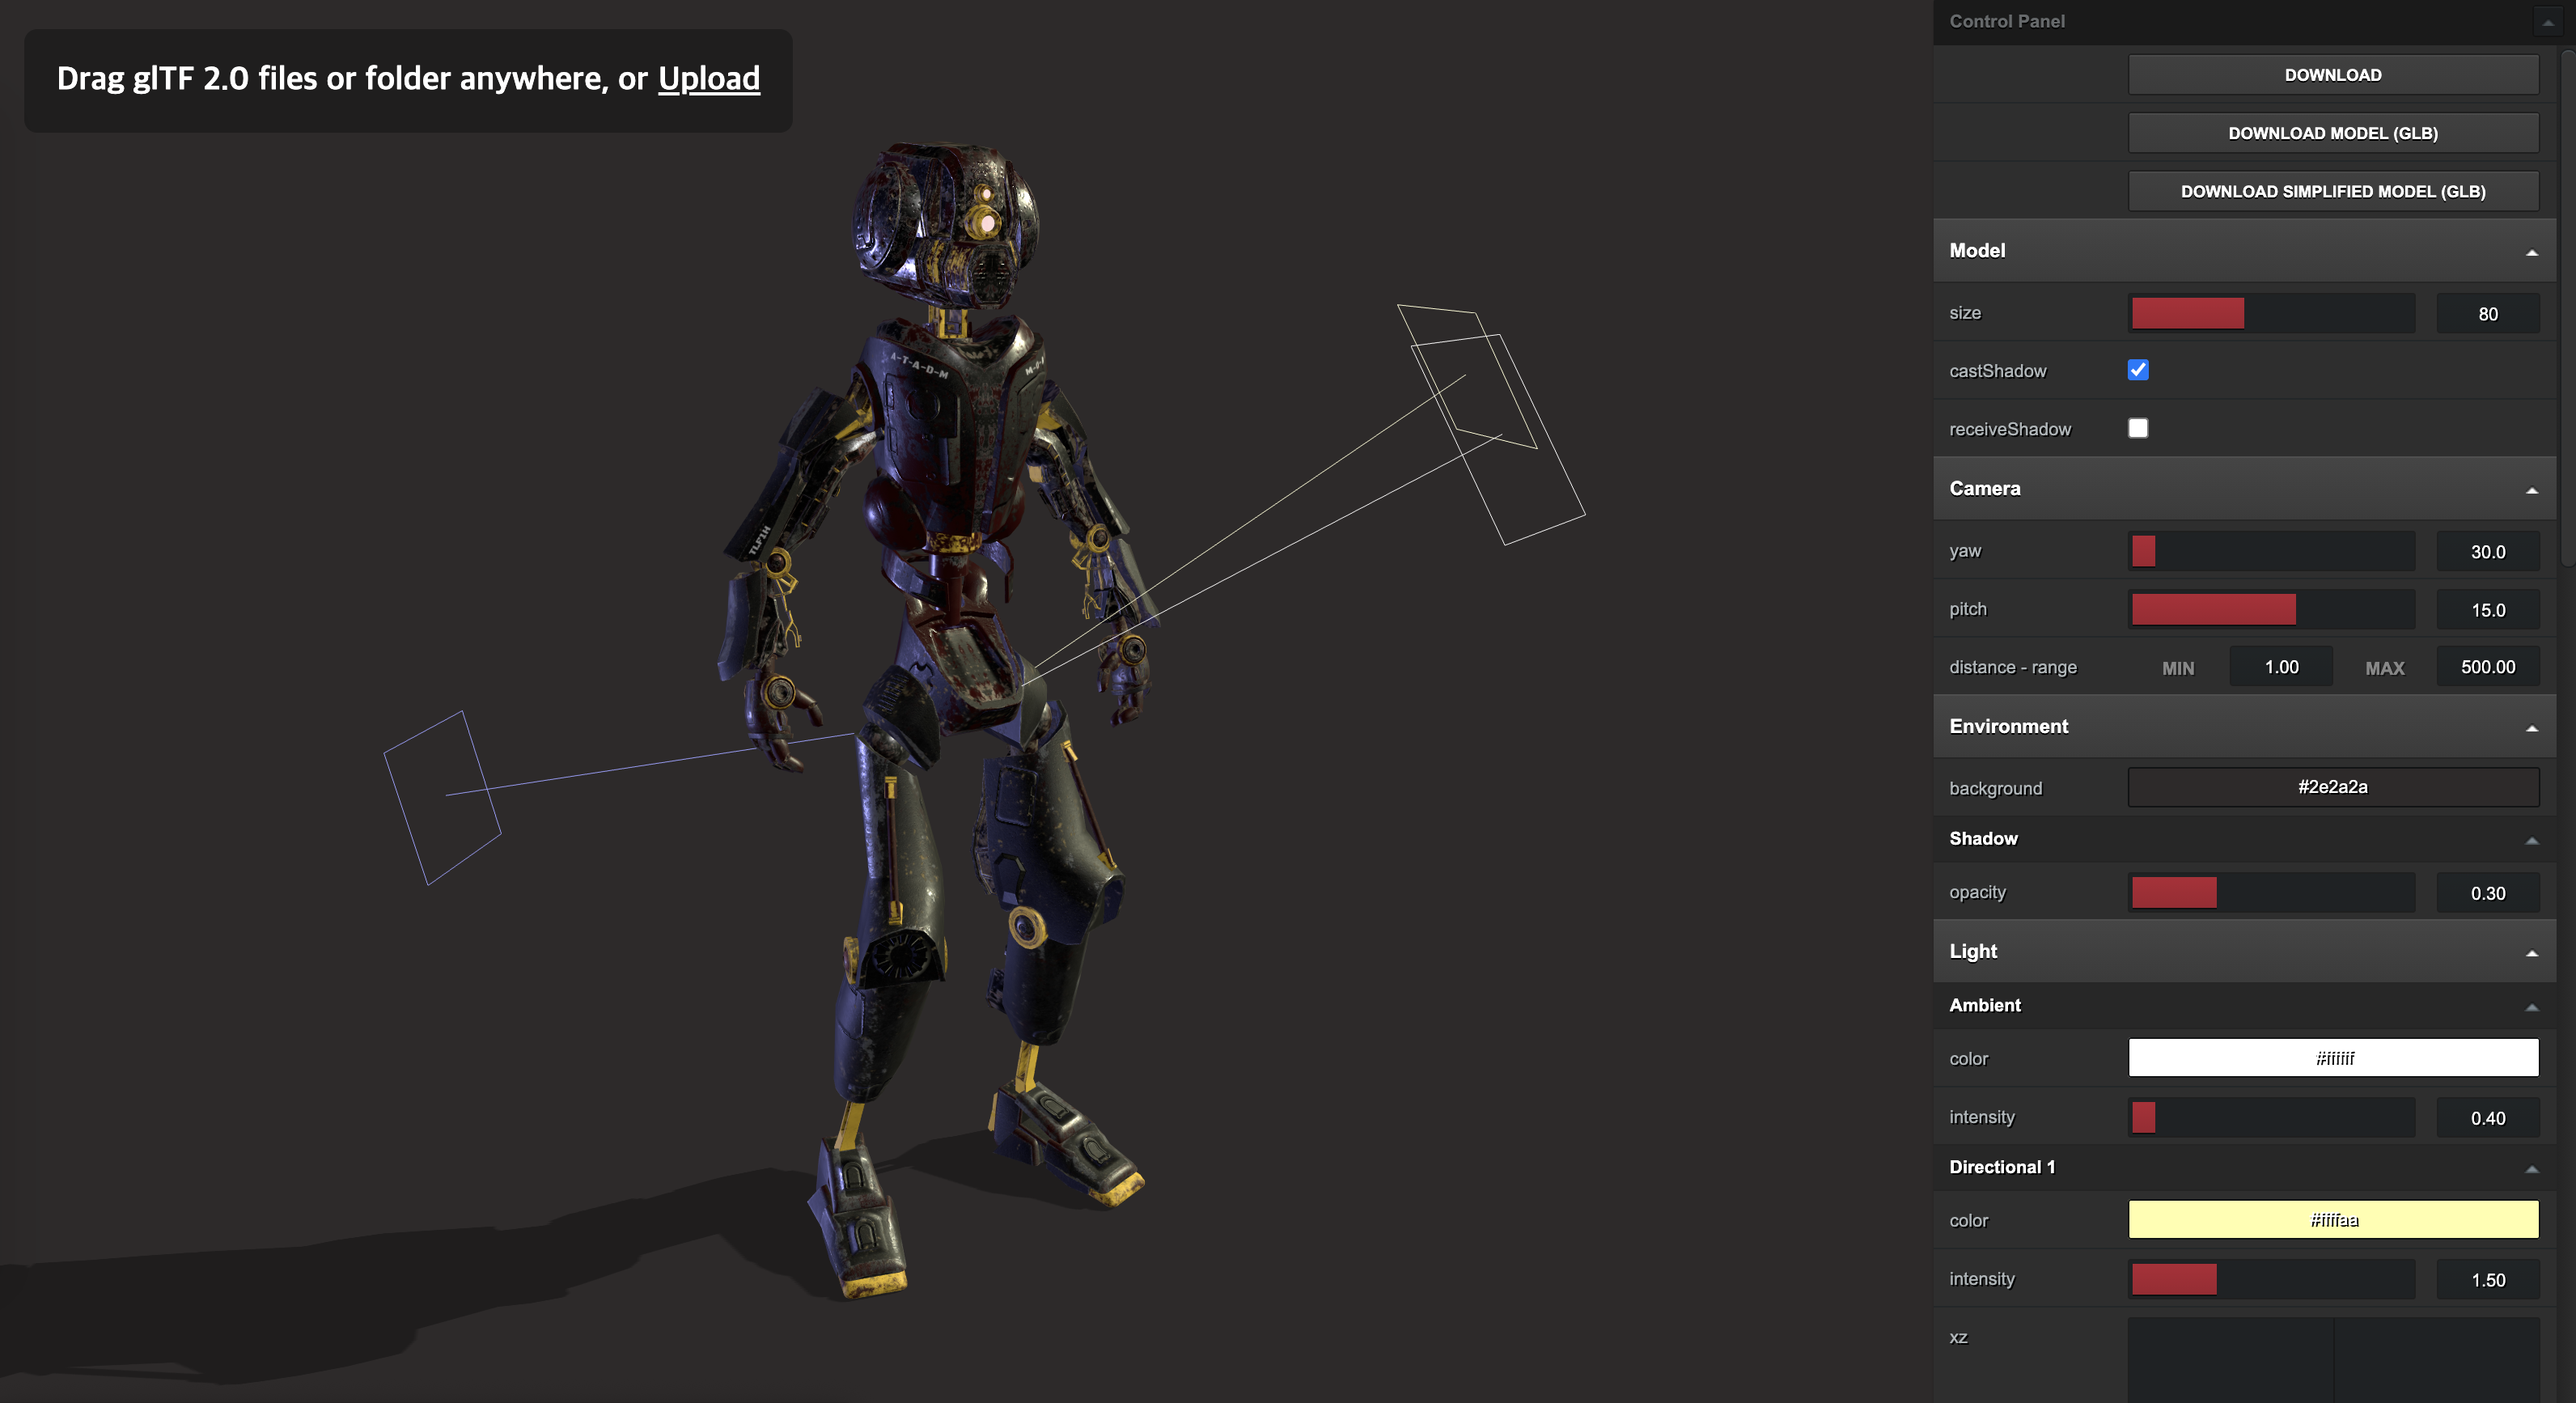 Drag glTF 2.0 files or folder anywhere, or Upload
A-T-A-D-M
TLF1H
Control Panel
DOWNLOAD
DOWNLOAD MODEL (GLB)
DOWNLOAD SIMPLIFIED MODEL (GLB)
Model
size 80
castShadow
receiveShadow
Camera
yaw 30.0
pitch 15.0
distance - range MIN 1.00 MAX 500.00
Environment
background #2e2a2a
Shadow
opacity 0.30
Light
Ambient
color #ffffff
intensity 0.40
Directional 1
color #ffffaa
intensity 1.50
xz